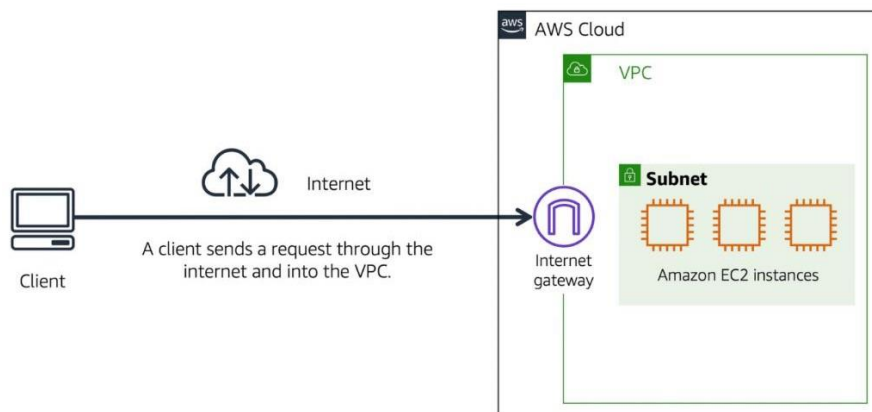 aws
AWS Cloud
VPC
Internet
Subnet
Client
A client sends a request through the
internet and into the VPC.
Internet
gateway
Amazon EC2 instances